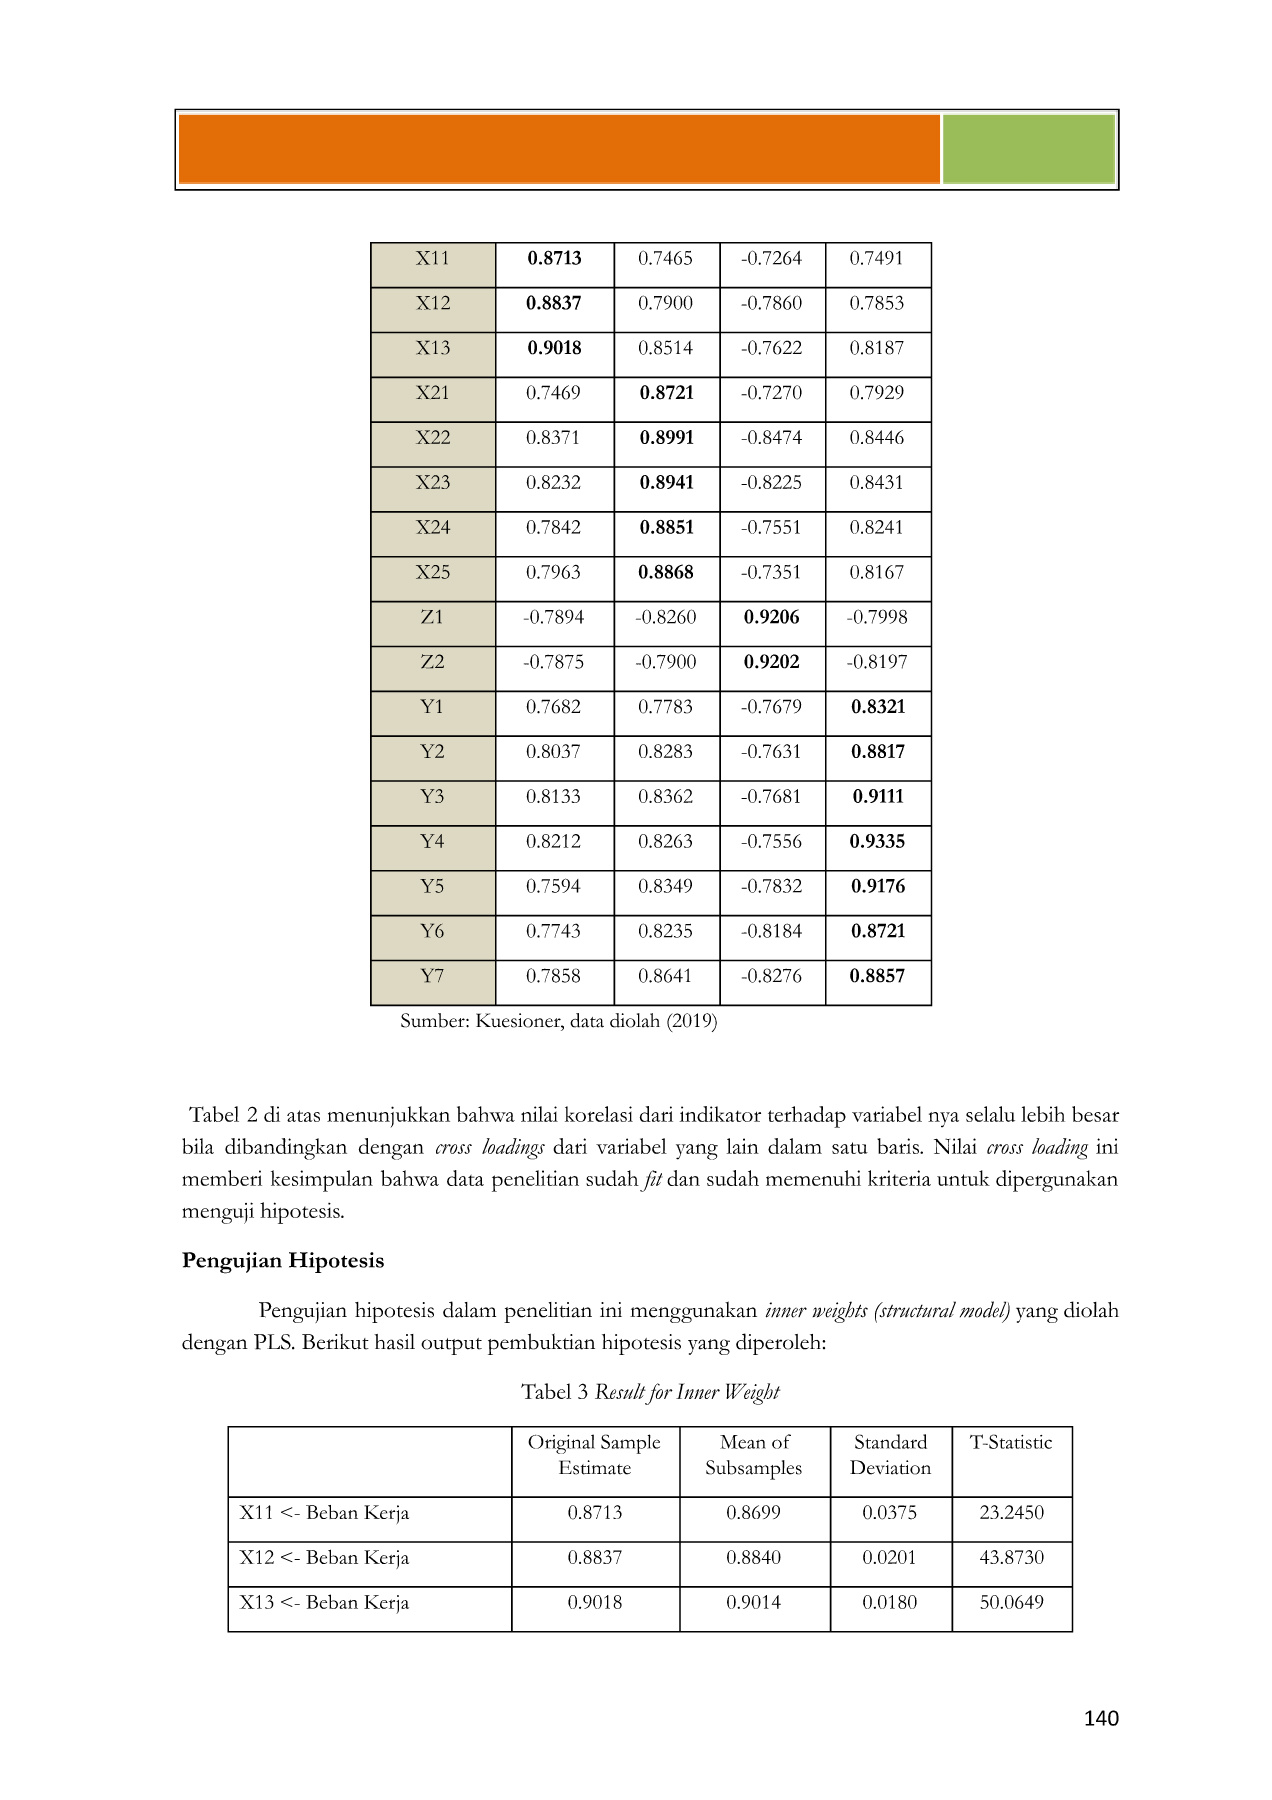 X11 0.8713 0.7465 -0.7264 0.7491
X12 0.8837 0.7900 -0.7860 0.7853
X13 0.9018 0.8514 -0.7622 0.8187
X21 0.7469 0.8721 -0.7270 0.7929
X22 0.8371 0.8991 -0.8474 0.8446
X23 0.8232 0.8941 -0.8225 0.8431
X24 0.7842 0.8851 -0.7551 0.8241
X25 0.7963 0.8868 -0.7351 0.8167
Z1 -0.7894 -0.8260 0.9206 -0.7998
Z2 -0.7875 -0.7900 0.9202 -0.8197
Y1 0.7682 0.7783 -0.7679 0.8321
Y2 0.8037 0.8283 -0.7631 0.8817
Y3 0.8133 0.8362 -0.7681 0.9111
Y4 0.8212 0.8263 -0.7556 0.9335
Y5 0.7594 0.8349 -0.7832 0.9176
Y6 0.7743 0.8235 -0.8184 0.8721
Y7 0.7858 0.8641 -0.8276 0.8857
Sumber: Kuesioner, data diolah (2019)
Tabel 2 di atas menunjukkan bahwa nilai korelasi dari indikator terhadap variabel nya selalu lebih besar
bila dibandingkan dengan cross loadings dari variabel yang lain dalam satu baris. Nilai cross loading ini
memberi kesimpulan bahwa data penelitian sudah fit dan sudah memenuhi kriteria untuk dipergunakan
menguji hipotesis.
Pengujian Hipotesis
Pengujian hipotesis dalam penelitian ini menggunakan inner weights (structural model) yang diolah
dengan PLS. Berikut hasil output pembuktian hipotesis yang diperoleh:
Tabel 3 Result for Inner Weight
Original Sample Mean of Standard T-Statistic
Estimate Subsamples Deviation
X11 <- Beban Kerja 0.8713 0.8699 0.0375 23.2450
X12 <- Beban Kerja 0.8837 0.8840 0.0201 43.8730
X13 <- Beban Kerja 0.9018 0.9014 0.0180 50.0649
140